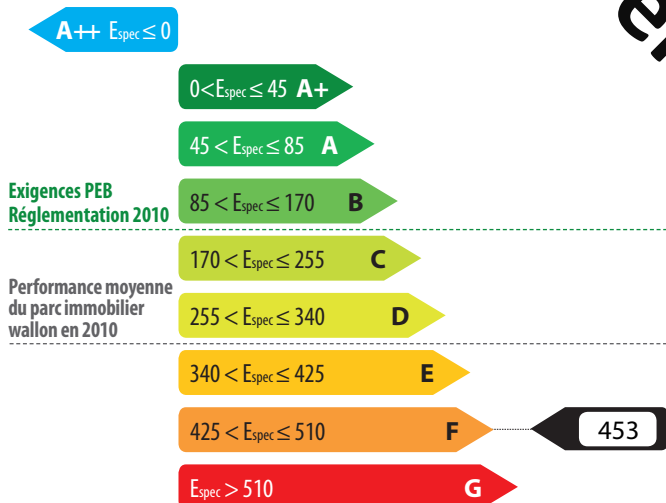 A++ Espec ≤ 0
0<Espec ≤ 45 A+
45 < Espec ≤ 85 A
Exigences PEB
Réglementation 2010
85 < Espec ≤ 170 B
170 < Espec ≤ 255 C
Performance moyenne
du parc immobilier
wallon en 2010
255 < Espec ≤ 340 D
340 < Espec ≤ 425 E
425 < Espec ≤ 510 F 453
Espec > 510 G